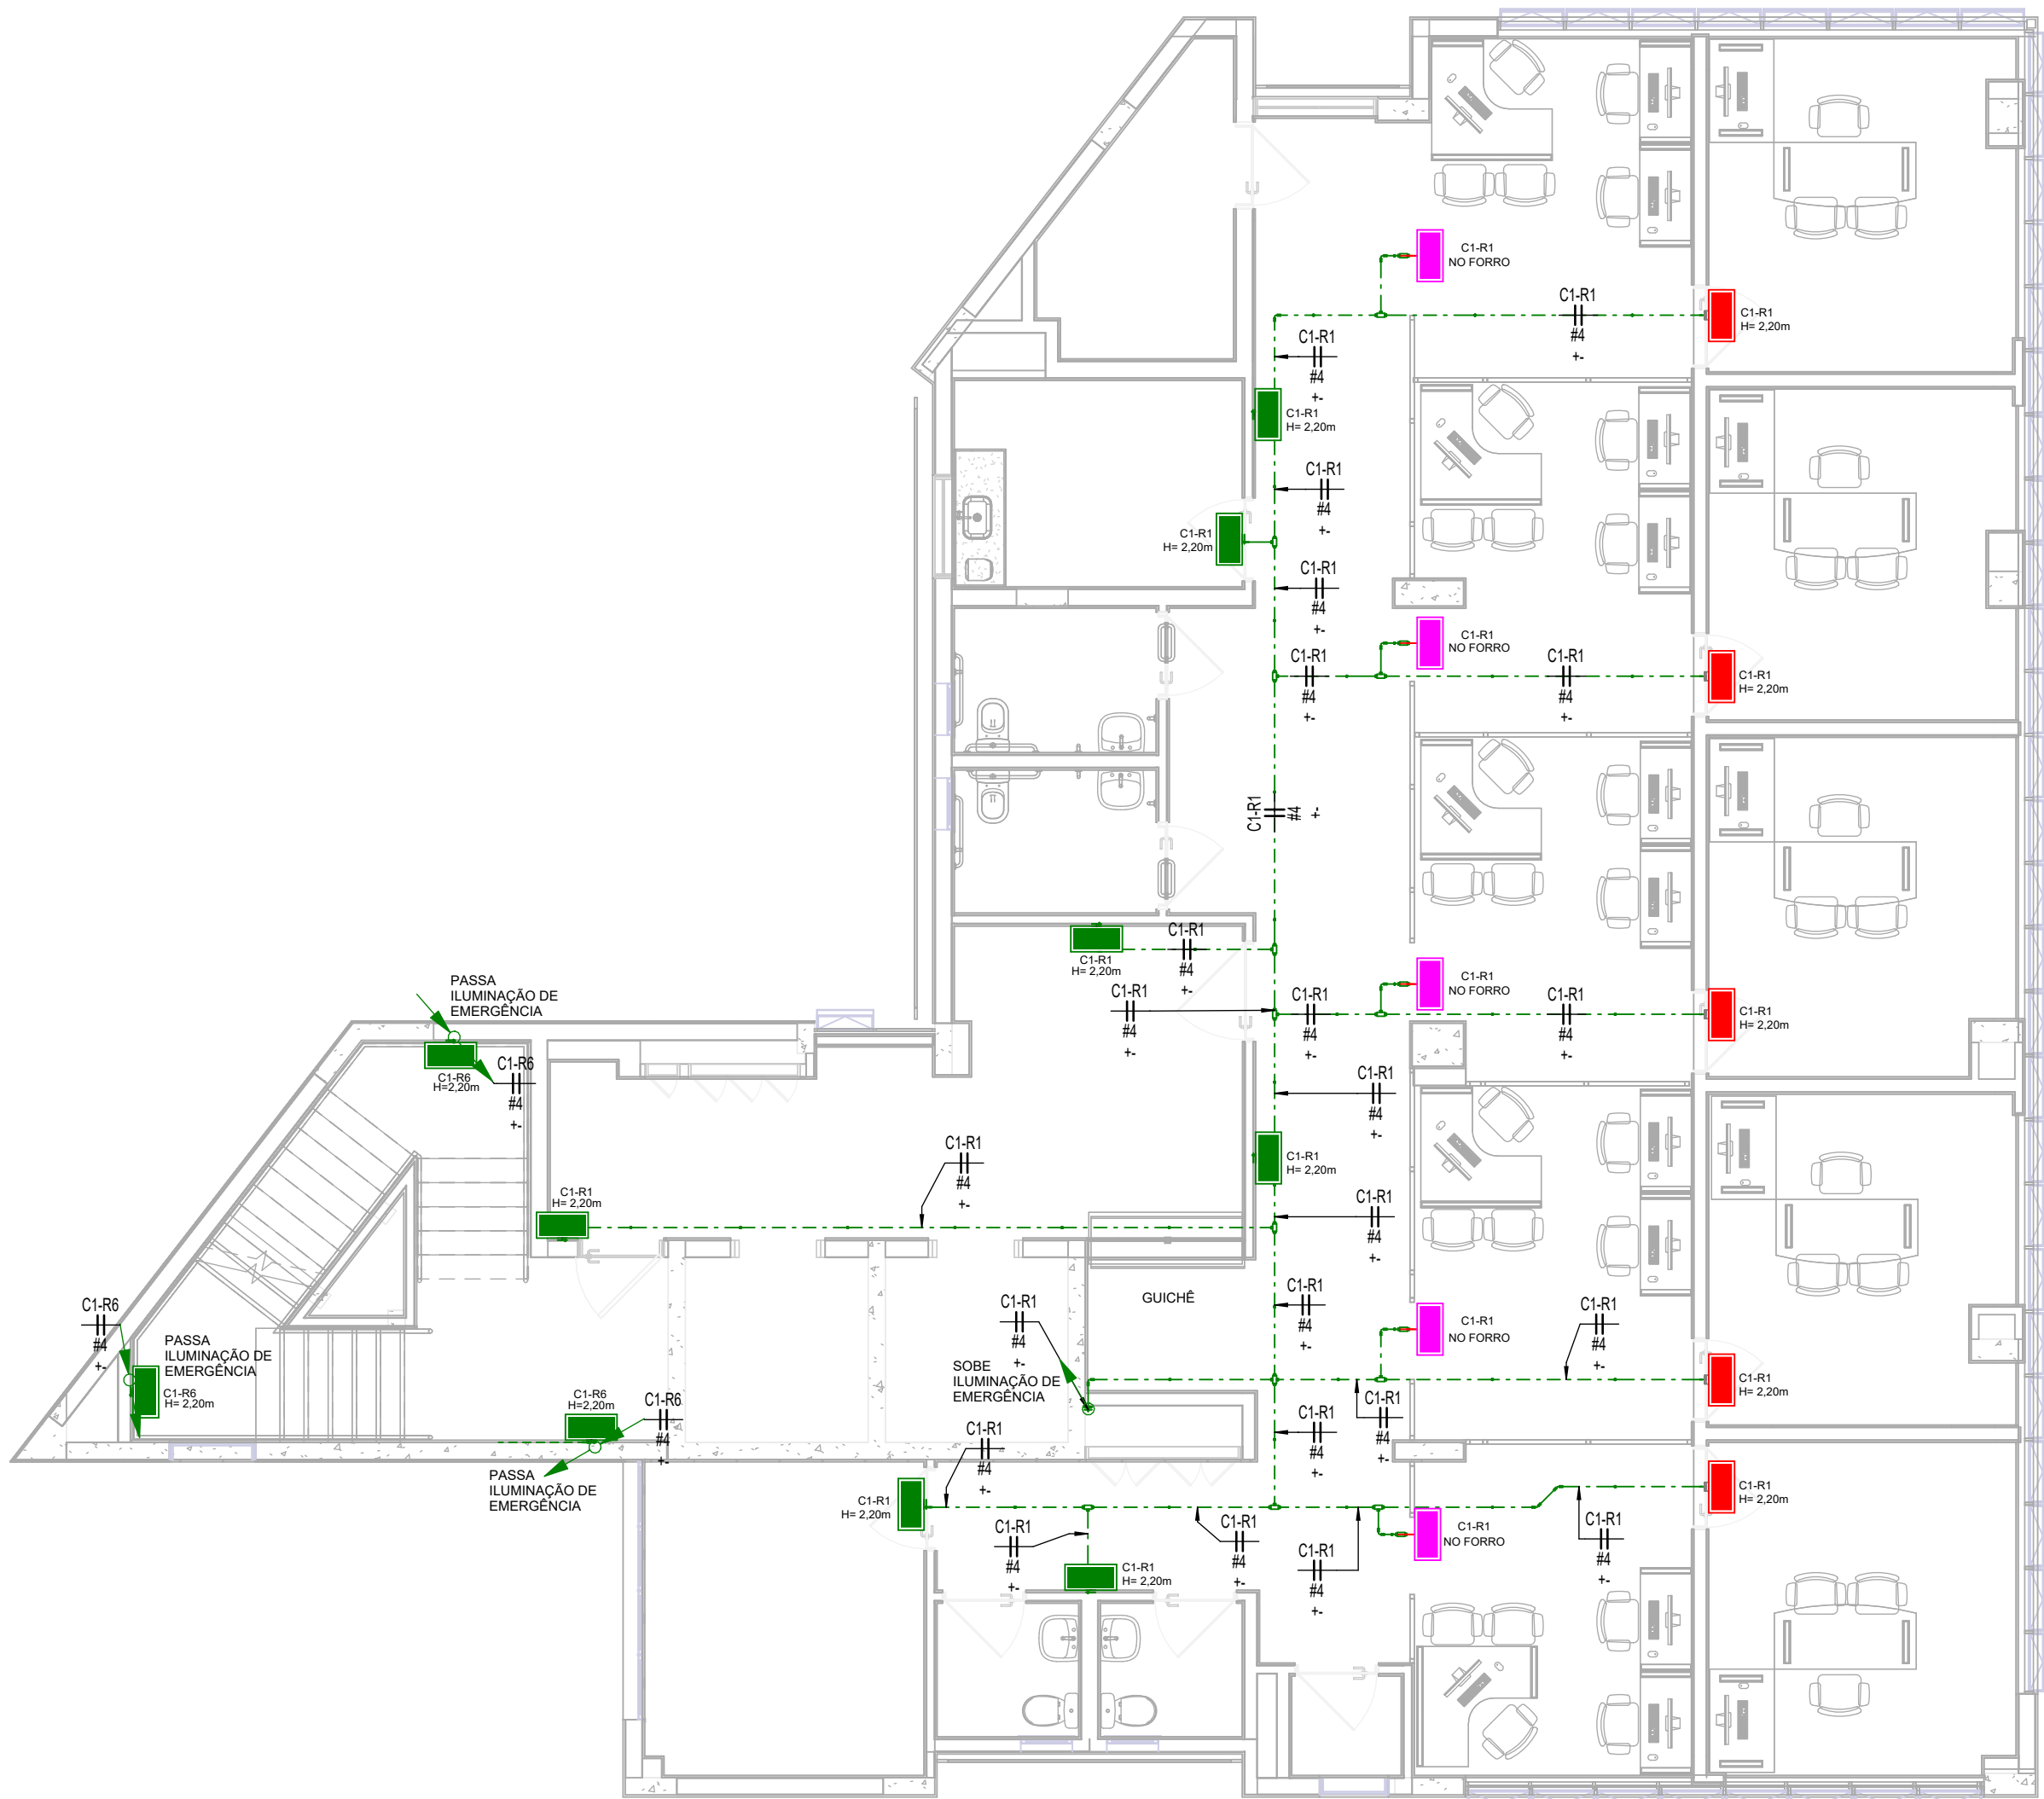 C1-R1
NO FORRO
C1-R1
#4
+-
C1-R1
H= 2,20m
C1-R1
#4
+-
C1-R1
H= 2,20m
C1-R1
#4
+-
C1-R1
H= 2,20m
C1-R1
#4
+-
C1-R1
NO FORRO
C1-R1
#4
+-
C1-R1
#4
+-
C1-R1
H= 2,20m
C1-R1
#4
+-
C1-R1
#4
+-
C1-R1
H= 2,20m
C1-R1
NO FORRO
C1-R1
#4
+-
C1-R1
#4
+-
C1-R1
#4
+-
C1-R1
H= 2,20m
PASSA
ILUMINAÇÃO DE
EMERGÊNCIA
C1-R6
H=2,20m
C1-R6
#4
+-
C1-R1
#4
+-
C1-R1
#4
+-
C1-R1
H= 2,20m
C1-R1
H= 2,20m
C1-R1
#4
+-
GUICHÊ
C1-R1
#4
+-
C1-R1
#4
+-
C1-R1
NO FORRO
C1-R1
#4
+-
C1-R6
#4
+-
PASSA
ILUMINAÇÃO DE
EMERGÊNCIA
C1-R6
H= 2,20m
SOBE
ILUMINAÇÃO DE
EMERGÊNCIA
C1-R1
H= 2,20m
C1-R6
H=2,20m
C1-R6
#4
+-
C1-R1
#4
+-
C1-R1
#4
+-
C1-R1
#4
+-
PASSA
ILUMINAÇÃO DE
EMERGÊNCIA
C1-R1
H= 2,20m
C1-R1
H= 2,20m
C1-R1
#4
+-
C1-R1
#4
+-
C1-R1
#4
+-
C1-R1
NO FORRO
C1-R1
#4
+-
C1-R1
H= 2,20m